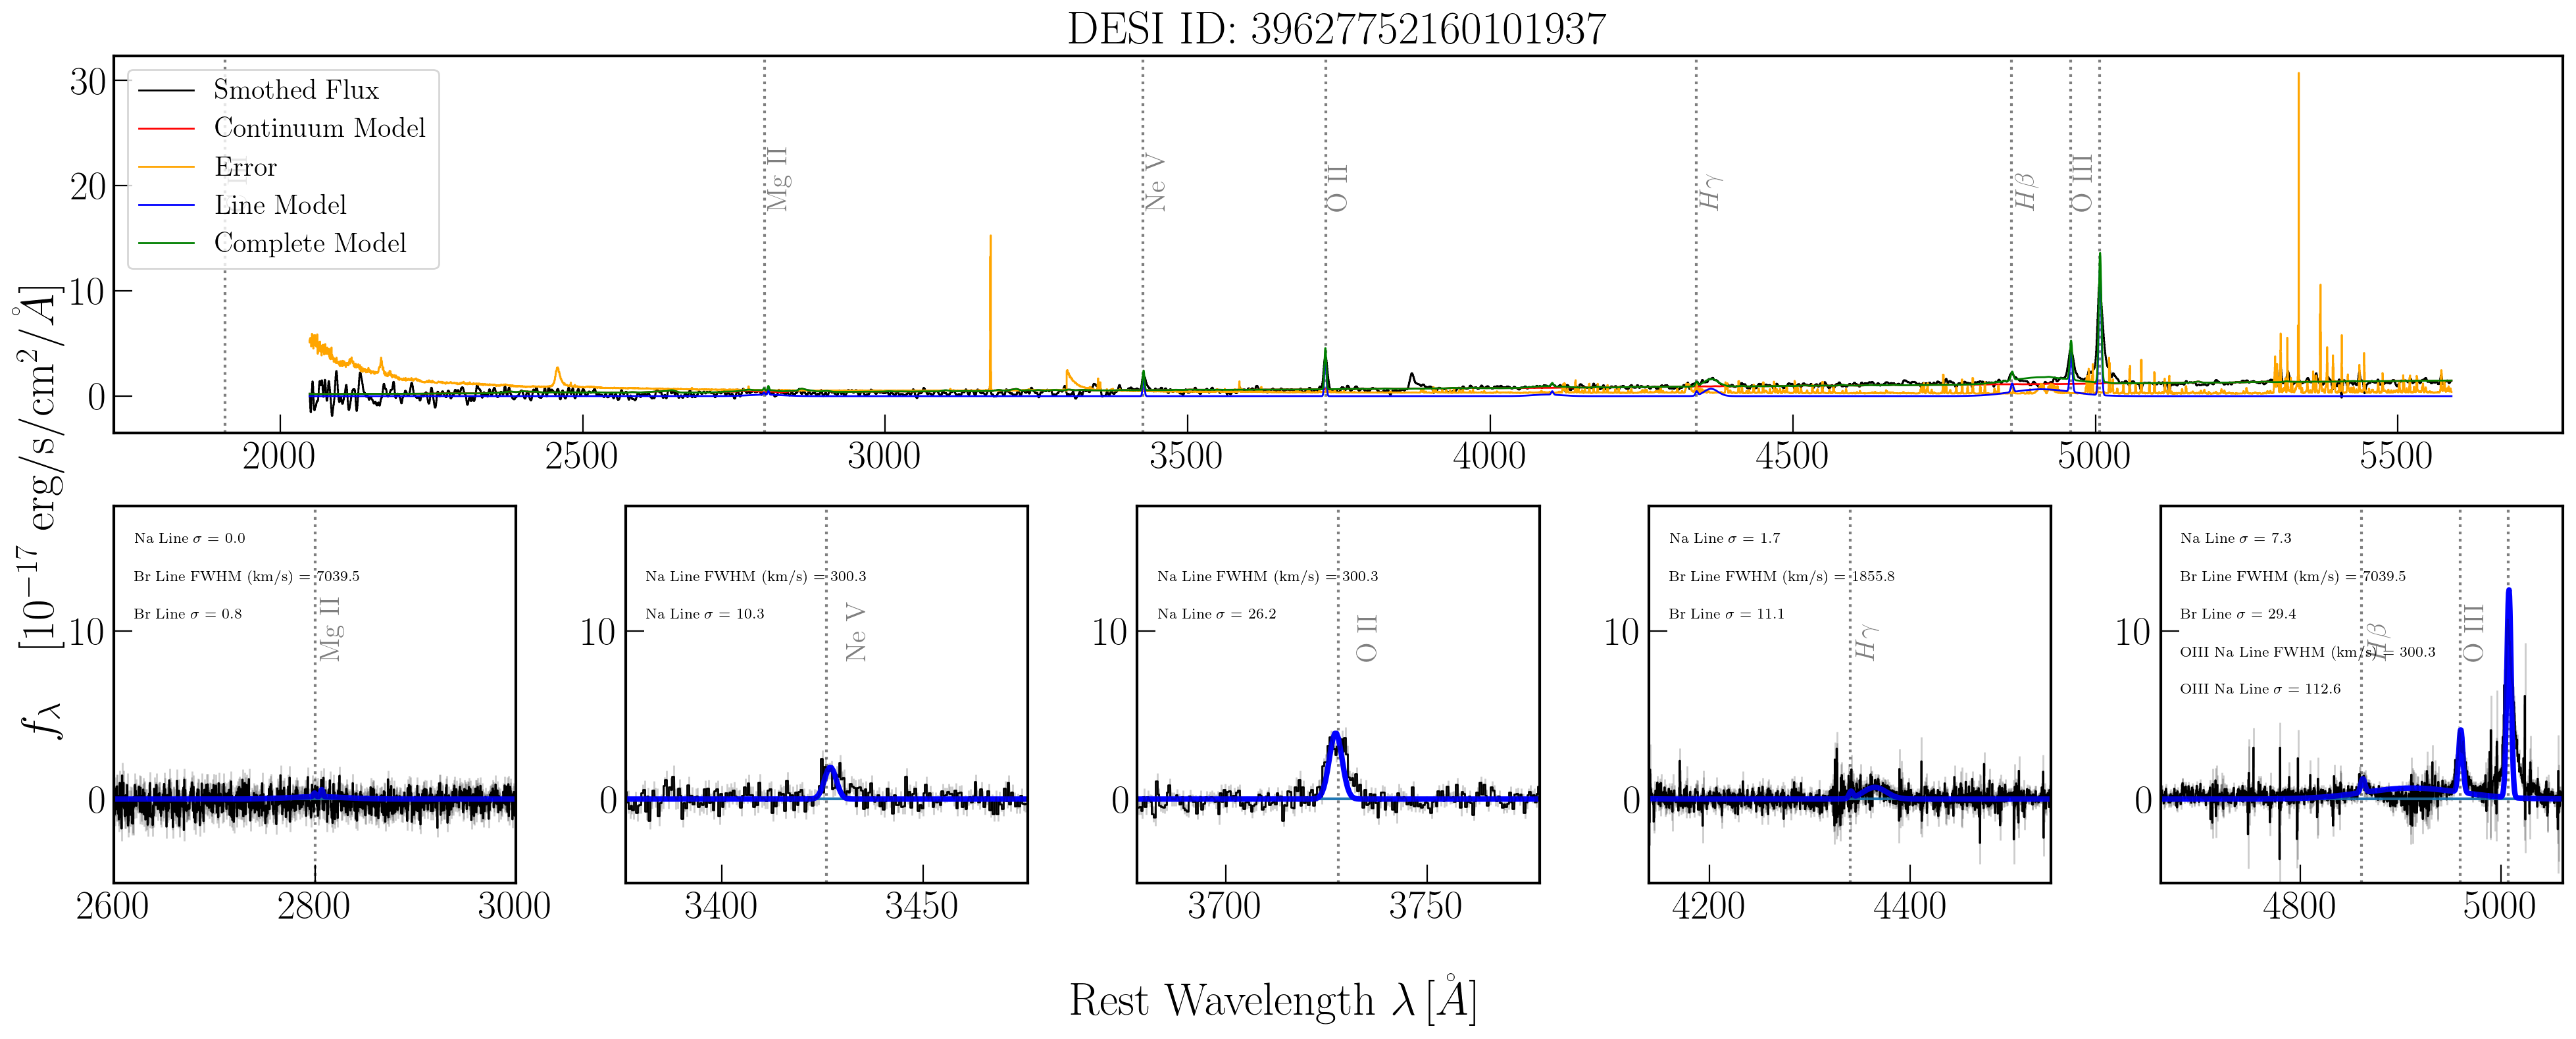 DESI ID: 39627752160101937
Smothed Flux
Continuum Model
Error
Line Model
Complete Model
Mg II
Ne V
O II
Hγ
Hβ
O III
30
20
10
0
2000 2500 3000 3500 4000 4500 5000 5500
f_λ [10^−17 erg/s/cm²/Å]
Na Line σ = 0.0
Br Line FWHM (km/s) = 7039.5
Br Line σ = 0.8
Mg II
10
0
2600 2800 3000
Na Line FWHM (km/s) = 300.3
Na Line σ = 10.3
Ne V
10
0
3400 3450
Na Line FWHM (km/s) = 300.3
Na Line σ = 26.2
O II
10
0
3700 3750
Na Line σ = 1.7
Br Line FWHM (km/s) = 1855.8
Br Line σ = 11.1
Hγ
10
0
4200 4400
Na Line σ = 7.3
Br Line FWHM (km/s) = 7039.5
Br Line σ = 29.4
OIII Na Line FWHM (km/s) = 300.3
OIII Na Line σ = 112.6
Hβ
O III
10
0
4800 5000
Rest Wavelength λ [Å]